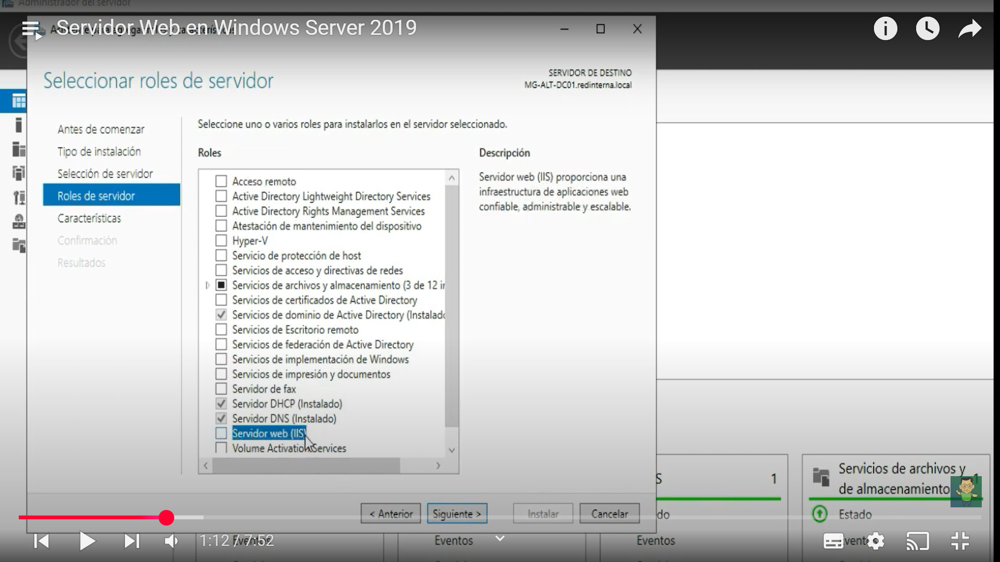 Administrador del servidor
Servidor Web en Windows Server 2019
Seleccionar roles de servidor
SERVIDOR DE DESTINO
MG-ALT-DC01.redinterna.local
Antes de comenzar
Tipo de instalación
Selección de servidor
Roles de servidor
Características
Confirmación
Resultados
Seleccione uno o varios roles para instalarlos en el servidor seleccionado.
Roles
Acceso remoto
Active Directory Lightweight Directory Services
Active Directory Rights Management Services
Atestación de mantenimiento del dispositivo
Hyper-V
Servicio de protección de host
Servicios de acceso y directivas de redes
Servicios de archivos y almacenamiento (3 de 12 in
Servicios de certificados de Active Directory
Servicios de dominio de Active Directory (Instalado
Servicios de Escritorio remoto
Servicios de federación de Active Directory
Servicios de implementación de Windows
Servicios de impresión y documentos
Servidor de fax
Servidor DHCP (Instalado)
Servidor DNS (Instalado)
Servidor web (IIS)
Volume Activation Services
Descripción
Servidor web (IIS) proporciona una
infraestructura de aplicaciones web
confiable, administrable y escalable.
< Anterior
Siguiente >
Instalar
Cancelar
S 1
do
Servicios de archivos y
de almacenamiento 1
Estado
1:12 / 7:52
Eventos
Eventos
Eventos